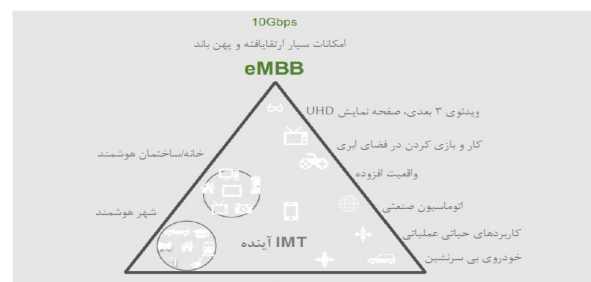 10Gbps
امکانات سیار ارتقایافته و پهن باند
eMBB
ویدئوی ۳ بعدی، صفحه نمایش UHD
کار و بازی کردن در فضای ابری
خانه/ساختمان هوشمند
واقعیت افزوده
اتوماسیون صنعتی
شهر هوشمند
کاربردهای حیاتی عملیاتی
IMT آینده
خودروی بی سرنشین